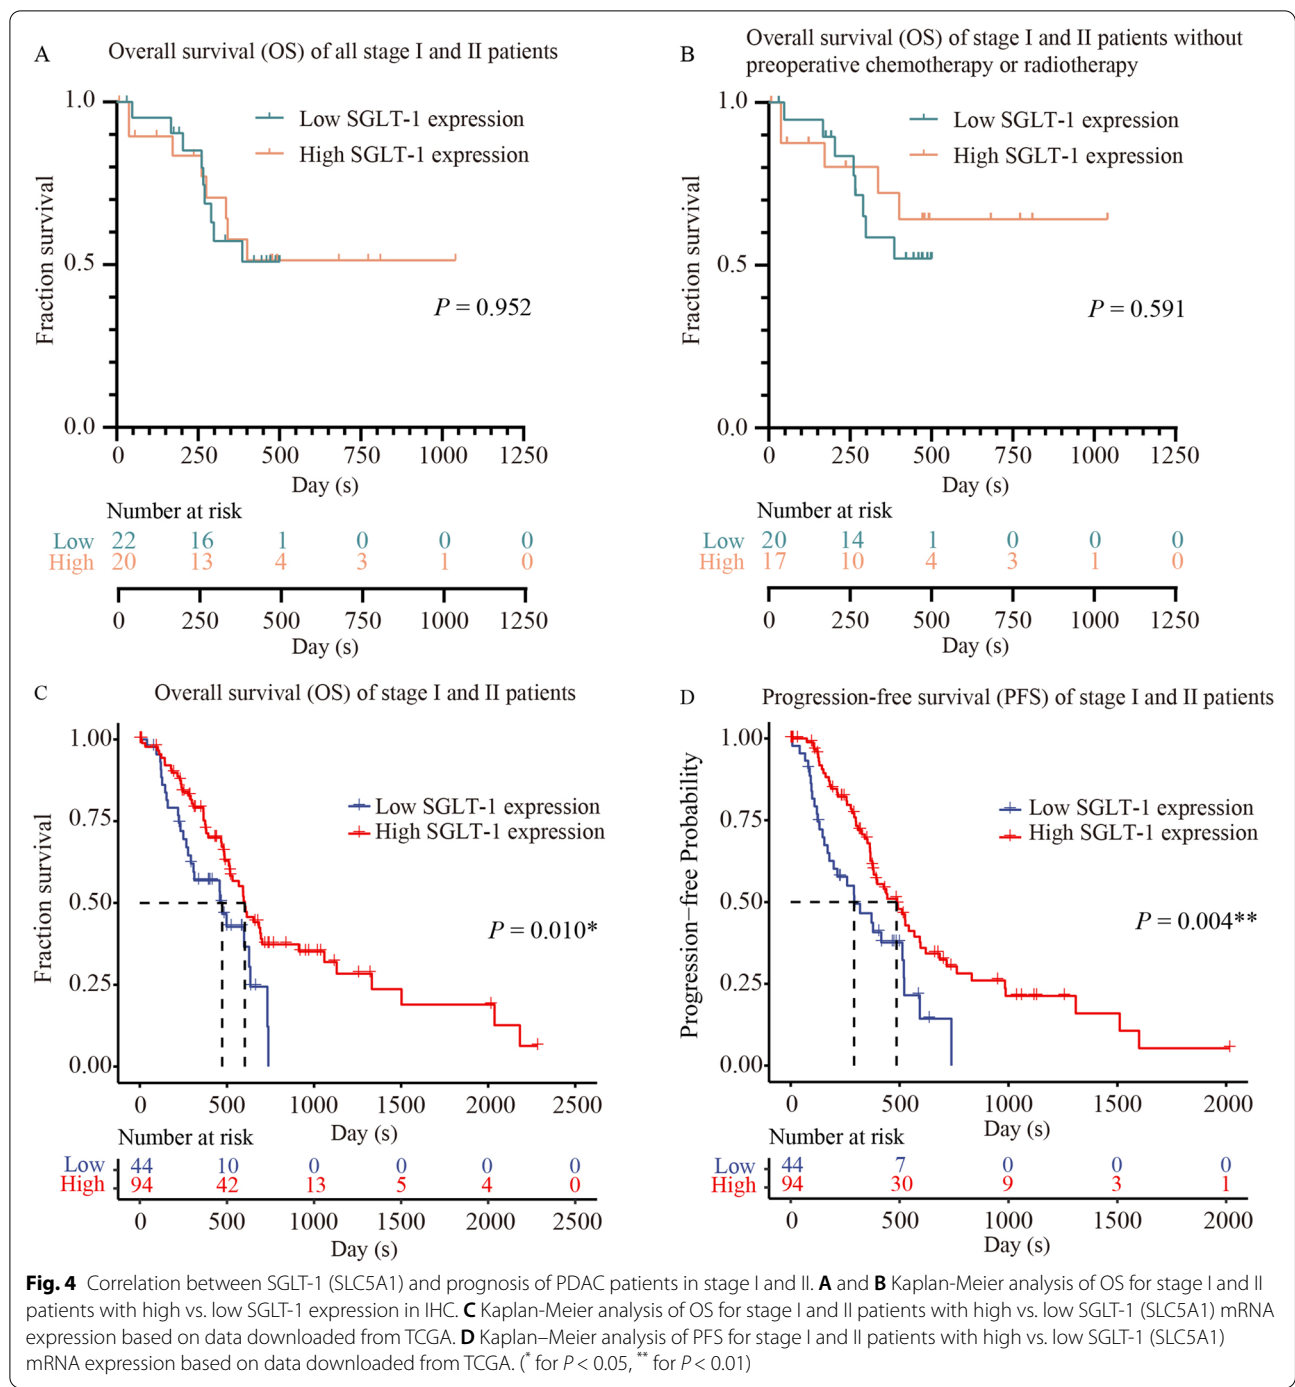 A
Overall survival (OS) of all stage I and II patients
1.0
0.5
0.0
Fraction survival
Low SGLT-1 expression
High SGLT-1 expression
P = 0.952
0 250 500 750 1000 1250
Day (s)
Number at risk
Low 22 16 1 0 0 0
High 20 13 4 3 1 0
0 250 500 750 1000 1250
Day (s)
B
Overall survival (OS) of stage I and II patients without
preoperative chemotherapy or radiotherapy
1.0
0.5
0.0
Fraction survival
Low SGLT-1 expression
High SGLT-1 expression
P = 0.591
0 250 500 750 1000 1250
Day (s)
Number at risk
Low 20 14 1 0 0 0
High 17 10 4 3 1 0
0 250 500 750 1000 1250
Day (s)
C
Overall survival (OS) of stage I and II patients
1.00
0.75
0.50
0.25
0.00
Fraction survival
Low SGLT-1 expression
High SGLT-1 expression
P = 0.010*
0 500 1000 1500 2000 2500
Day (s)
Number at risk
Low 44 10 0 0 0 0
High 94 42 13 5 4 0
0 500 1000 1500 2000 2500
Day (s)
D
Progression-free survival (PFS) of stage I and II patients
1.00
0.75
0.50
0.25
0.00
Progression–free Probability
Low SGLT-1 expression
High SGLT-1 expression
P = 0.004**
0 500 1000 1500 2000
Day (s)
Number at risk
Low 44 7 0 0 0
High 94 30 9 3 1
0 500 1000 1500 2000
Day (s)
Fig. 4 Correlation between SGLT-1 (SLC5A1) and prognosis of PDAC patients in stage I and II. A and B Kaplan-Meier analysis of OS for stage I and II
patients with high vs. low SGLT-1 expression in IHC. C Kaplan-Meier analysis of OS for stage I and II patients with high vs. low SGLT-1 (SLC5A1) mRNA
expression based on data downloaded from TCGA. D Kaplan–Meier analysis of PFS for stage I and II patients with high vs. low SGLT-1 (SLC5A1)
mRNA expression based on data downloaded from TCGA. (* for P < 0.05, ** for P < 0.01)